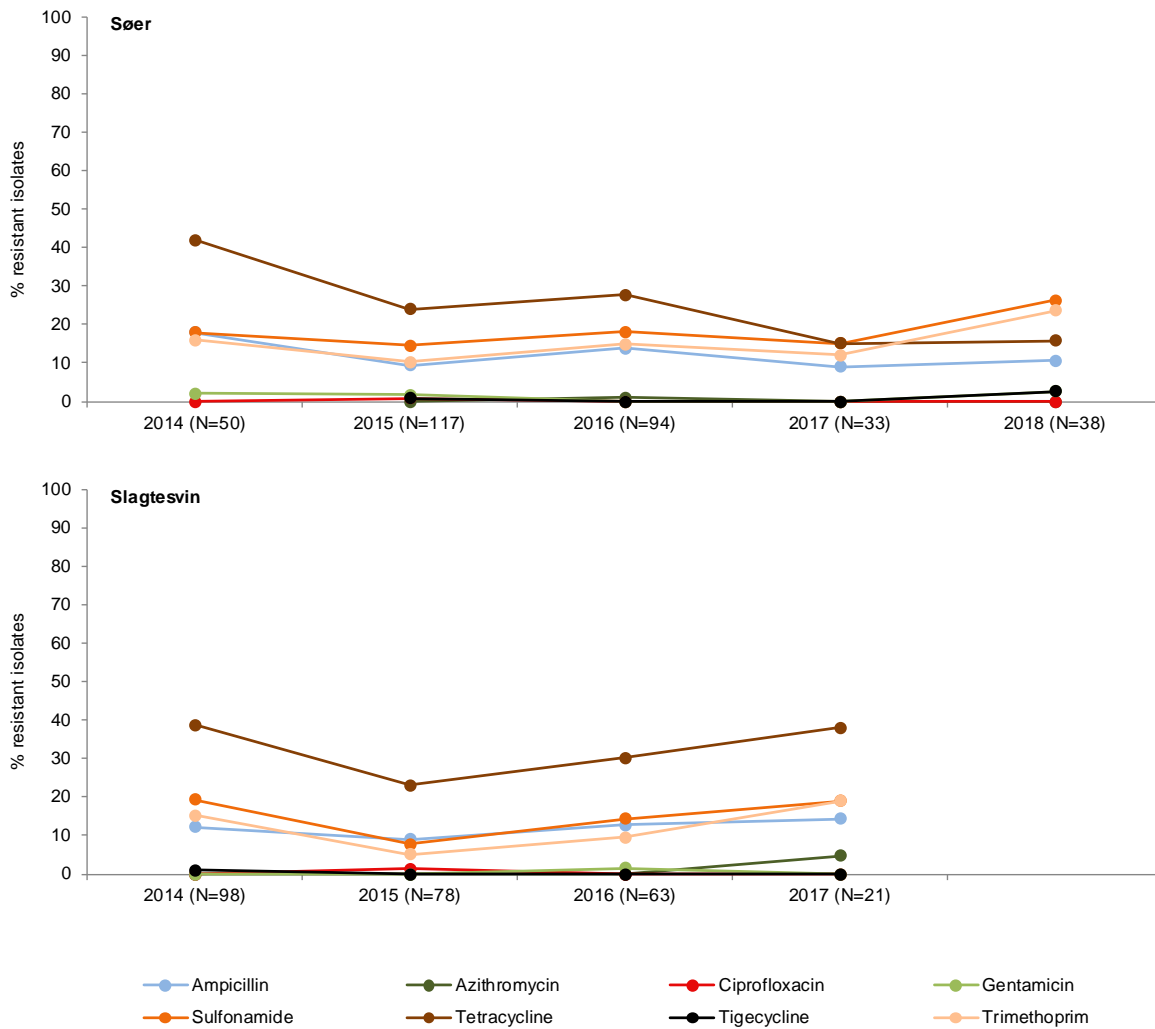 Søer
100
90
80
70
60
50
40
30
20
10
0
% resistant isolates
2014 (N=50) 2015 (N=117) 2016 (N=94) 2017 (N=33) 2018 (N=38)
Slagtesvin
100
90
80
70
60
50
40
30
20
10
0
% resistant isolates
2014 (N=98) 2015 (N=78) 2016 (N=63) 2017 (N=21)
Ampicillin Azithromycin Ciprofloxacin Gentamicin
Sulfonamide Tetracycline Tigecycline Trimethoprim